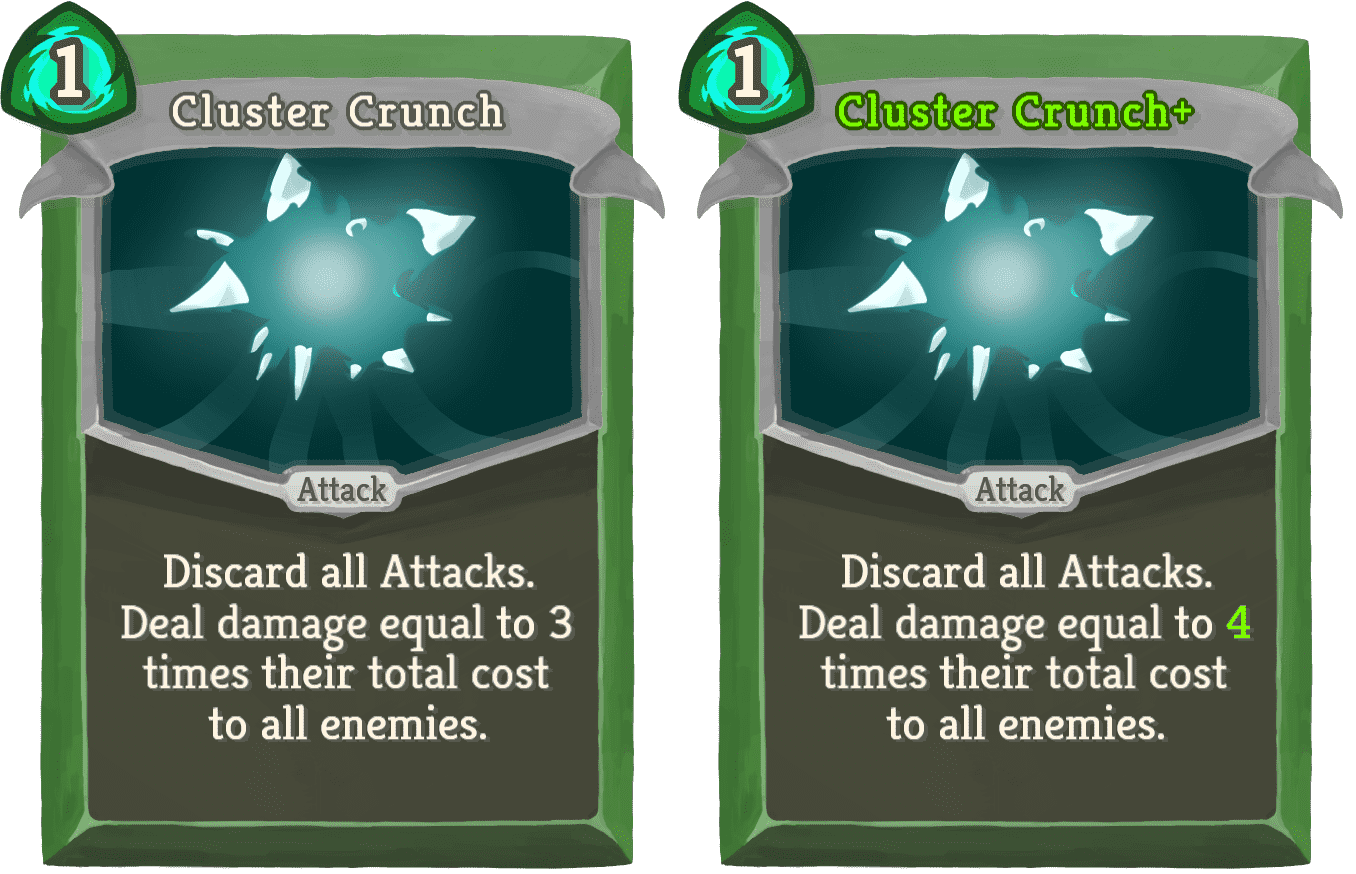 1
Cluster Crunch
Attack
Discard all Attacks.
Deal damage equal to 3
times their total cost
to all enemies.
1
Cluster Crunch+
Attack
Discard all Attacks.
Deal damage equal to 4
times their total cost
to all enemies.